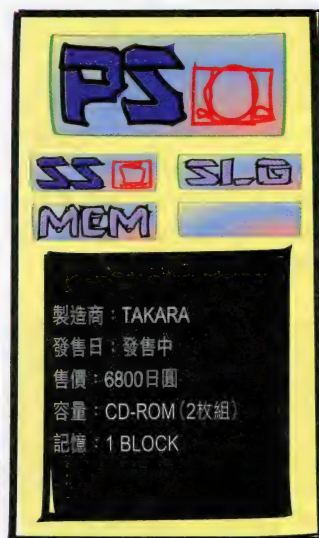 PS
SS SLG
MEM
製造商：TAKARA
發售日：發售中
售價：6800日圓
容量：CD-ROM（2枚組）
記憶：1 BLOCK